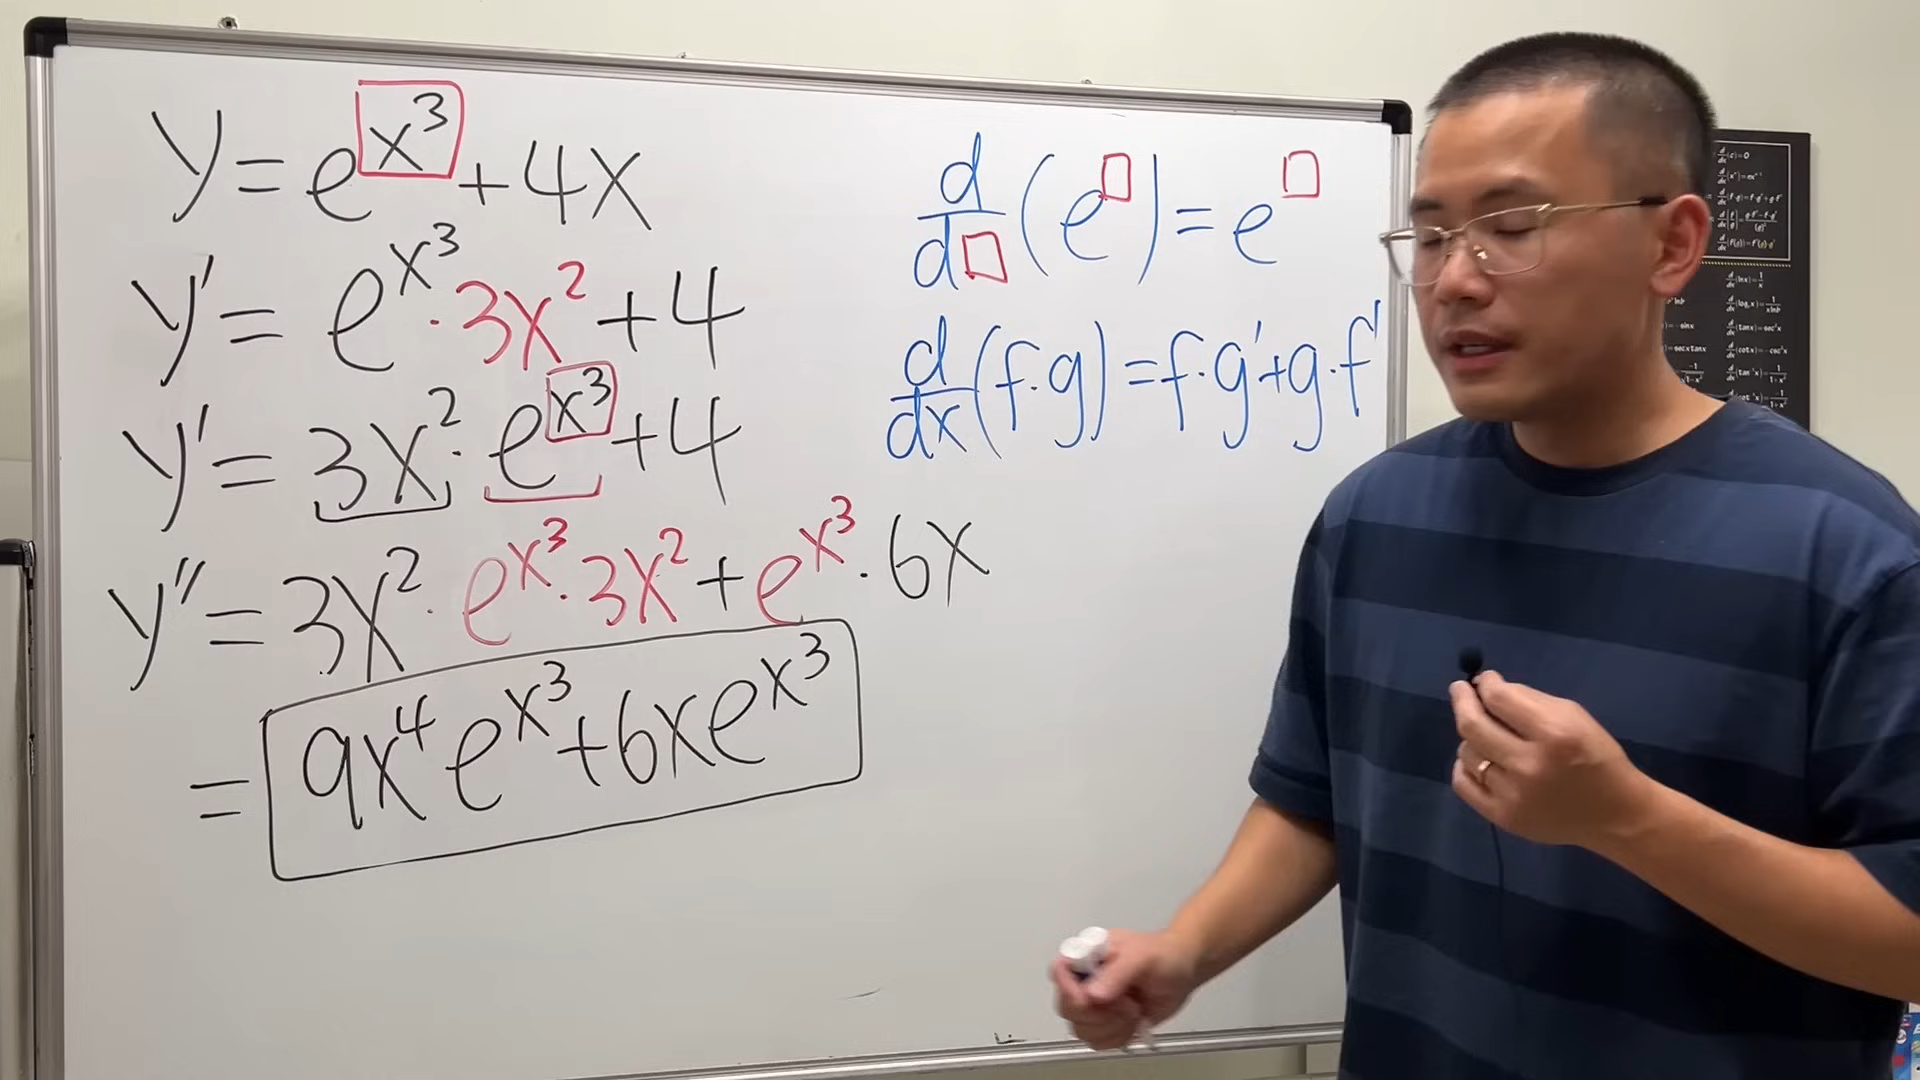 y = e^{x^3} + 4x
y' = e^{x^3} · 3x^2 + 4
y' = 3x^2 · e^{x^3} + 4
y'' = 3x^2 · e^{x^3} · 3x^2 + e^{x^3} · 6x
= 9x^4 e^{x^3} + 6x e^{x^3}
d/d□ (e^□) = e^□
d/dx (f · g) = f · g' + g · f'